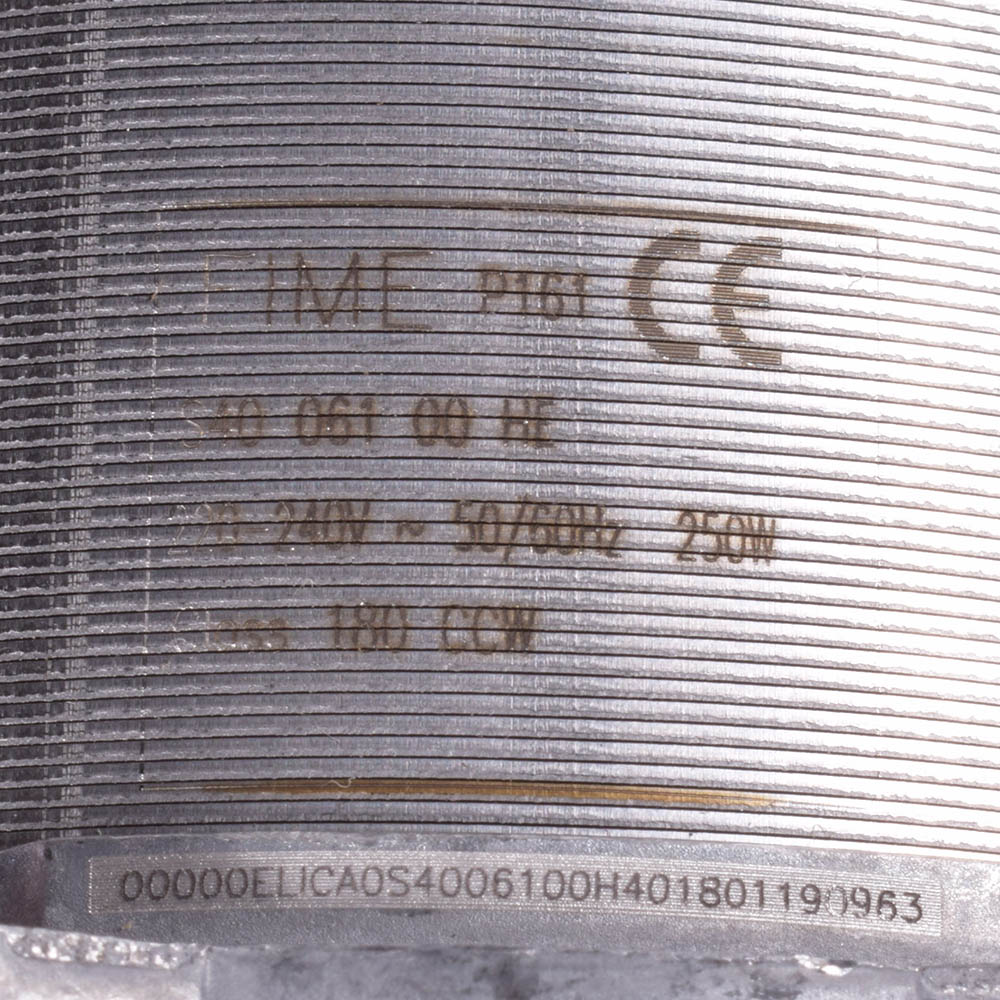 FIME P161 CE
S40 061 00 HE
220-240V ~ 50/60Hz 250W
Class 180 CCW
00000ELICA0S4006100H401801190963